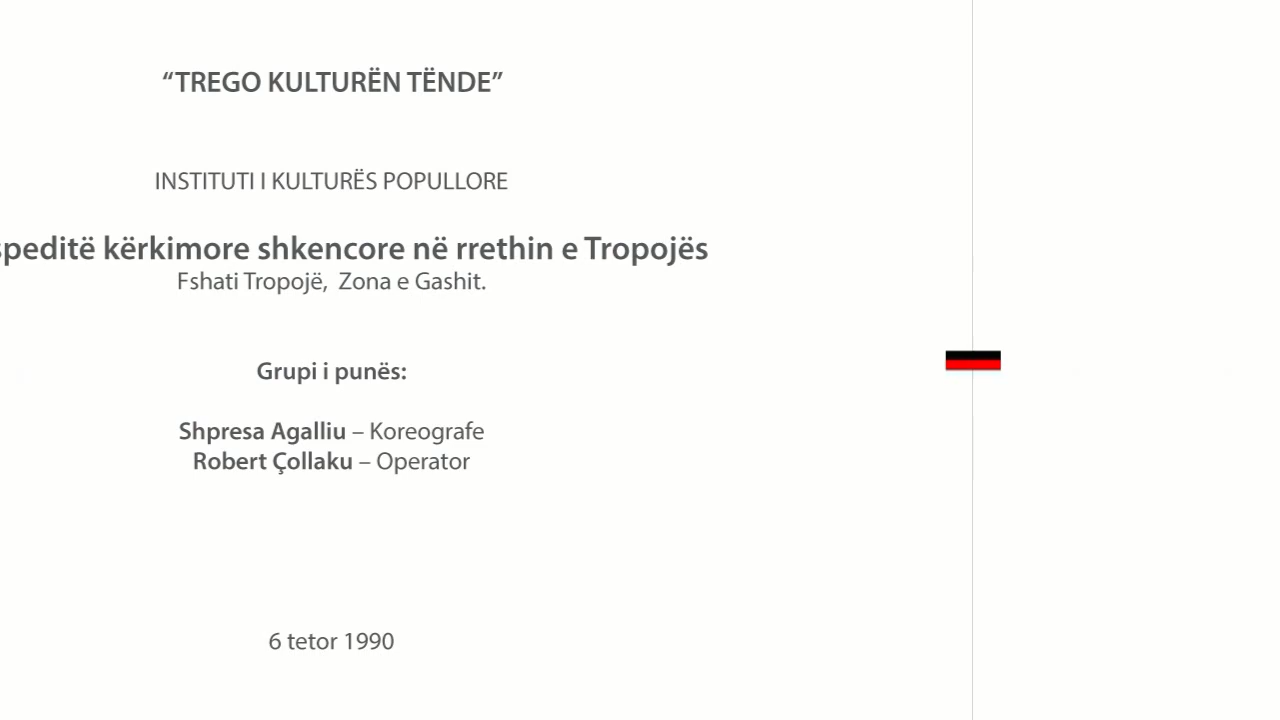 “TREGO KULTURËN TËNDE”
INSTITUTI I KULTURËS POPULLORE
speditë kërkimore shkencore në rrethin e Tropojës
Fshati Tropojë, Zona e Gashit.
Grupi i punës:
Shpresa Agalliu – Koreografe
Robert Çollaku – Operator
6 tetor 1990